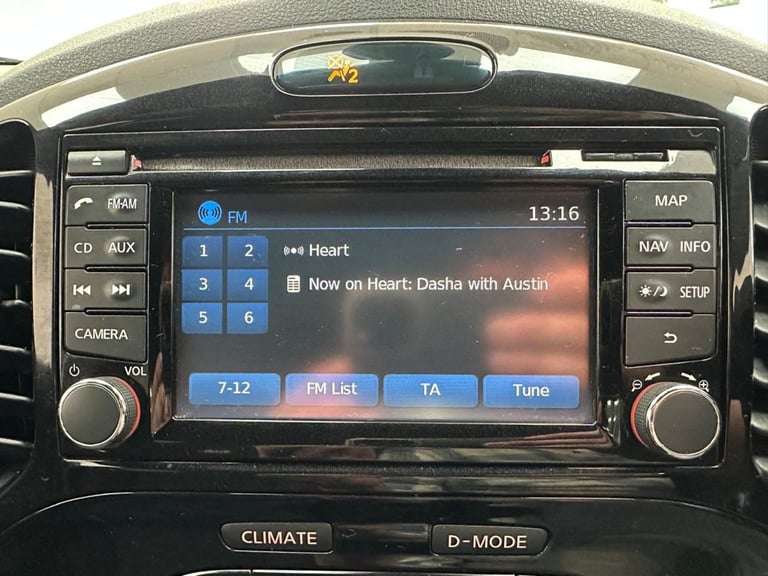 2
FM
13:16
FM·AM
MAP
1 2
Heart
CD AUX
NAV INFO
3 4
Now on Heart: Dasha with Austin
SETUP
5 6
CAMERA
VOL
7-12
FM List
TA
Tune
CLIMATE
D-MODE